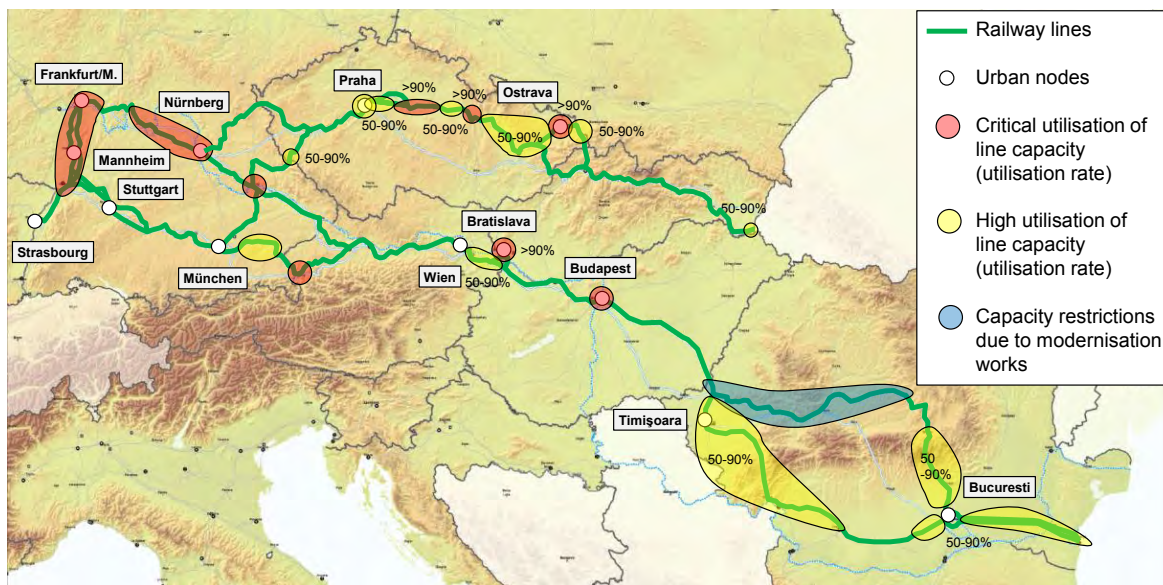 Frankfurt/M.
Nürnberg
Praha
>90%
>90%
Ostrava
>90%
50-90%
50-90%
50-90%
50-90%
50-90%
Mannheim
Stuttgart
Strasbourg
München
Wien
Bratislava
>90%
50-90%
Budapest
50-90%
Timişoara
50-90%
50
-90%
Bucuresti
50-90%
Railway lines
Urban nodes
Critical utilisation of
line capacity
(utilisation rate)
High utilisation of
line capacity
(utilisation rate)
Capacity restrictions
due to modernisation
works